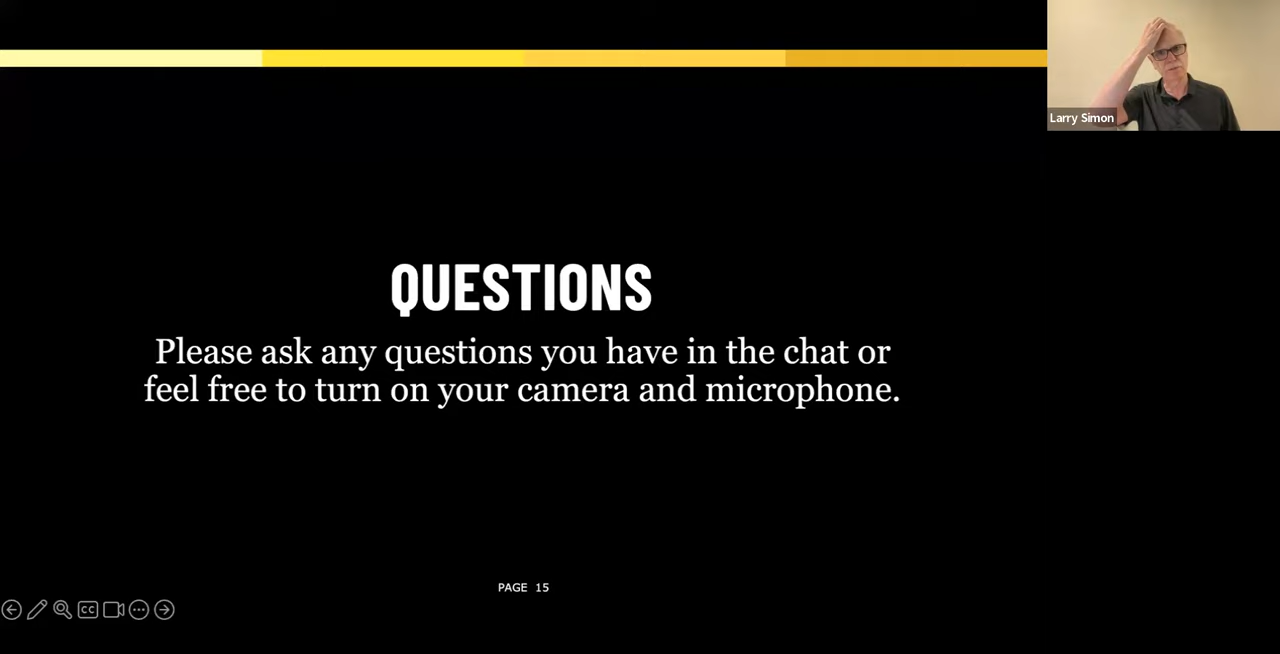 Larry Simon
QUESTIONS
Please ask any questions you have in the chat or
feel free to turn on your camera and microphone.
PAGE 15
CC